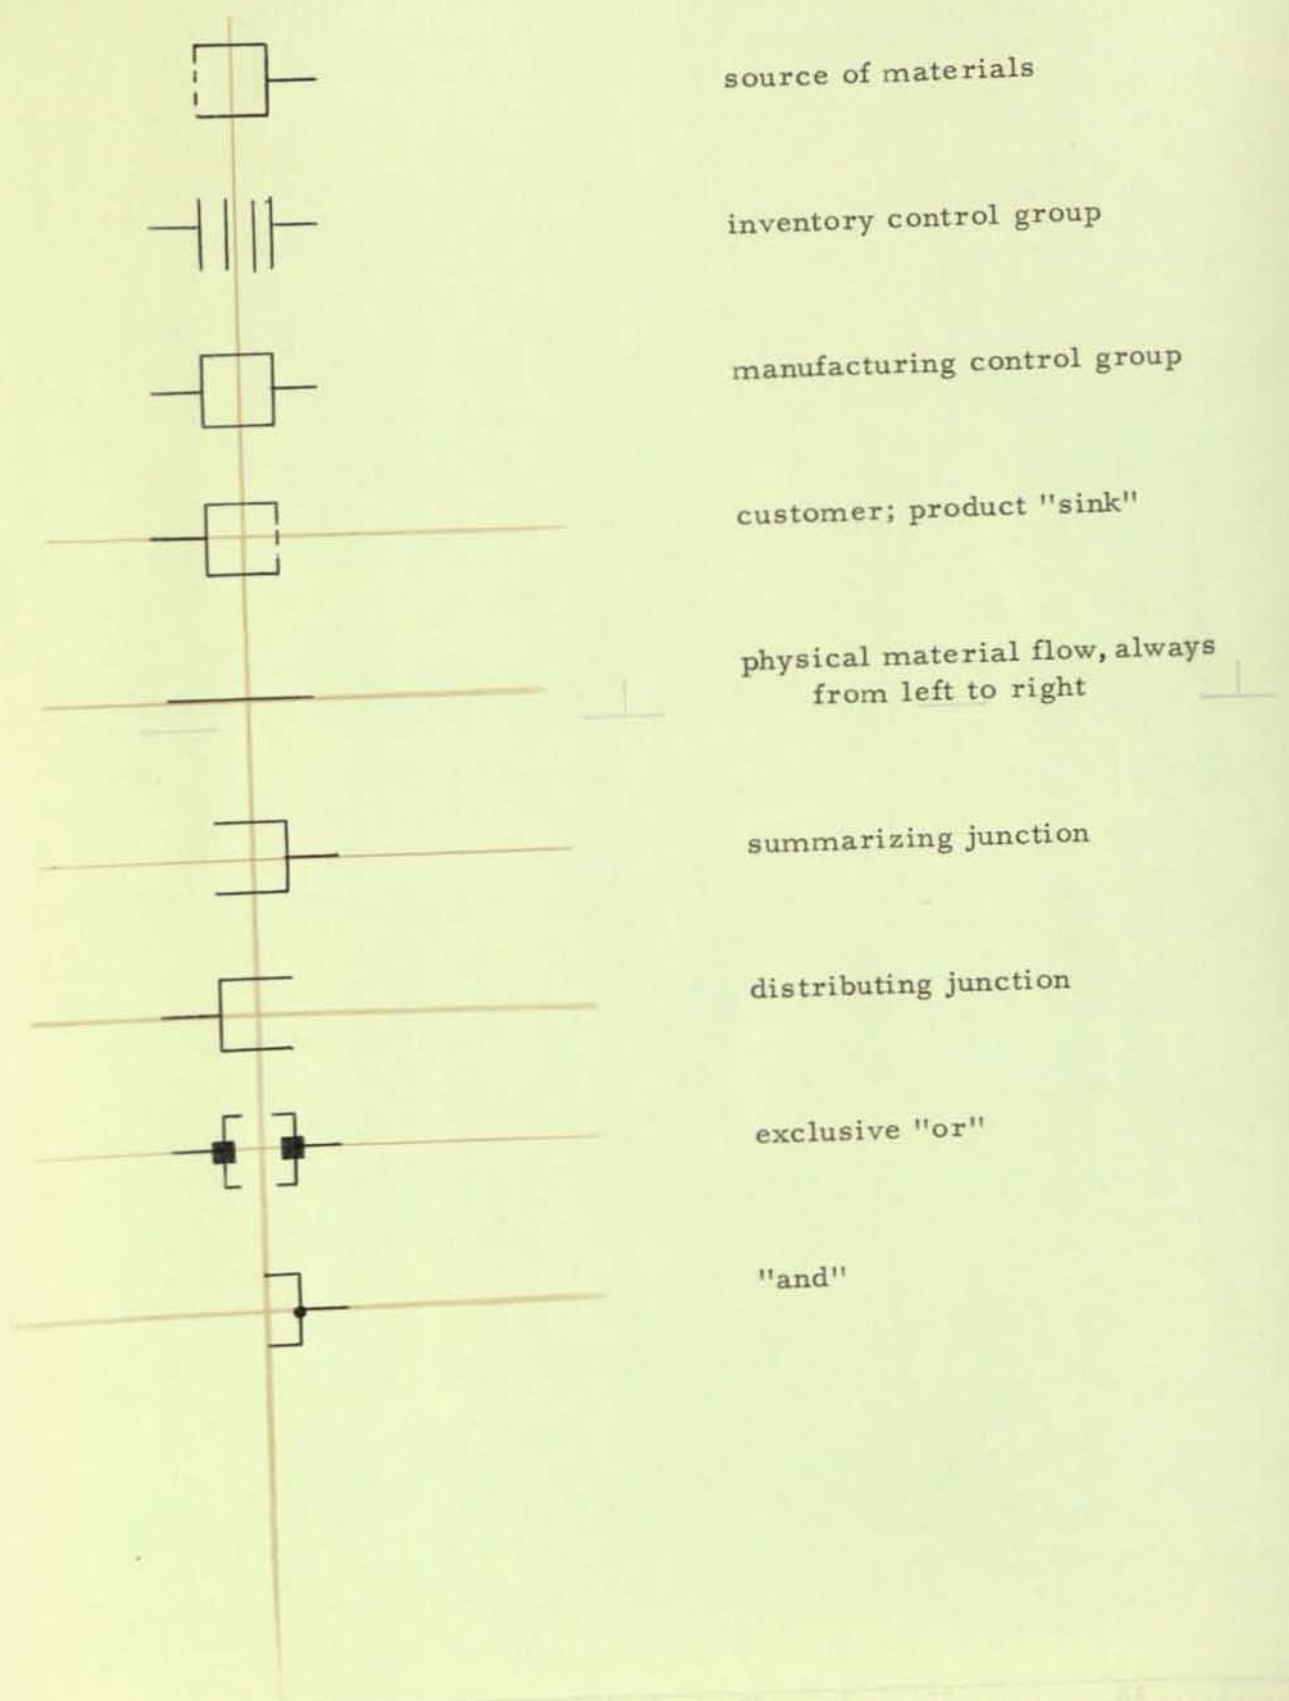 source of materials
inventory control group
manufacturing control group
customer; product "sink"
physical material flow, always
from left to right
summarizing junction
distributing junction
exclusive "or"
"and"